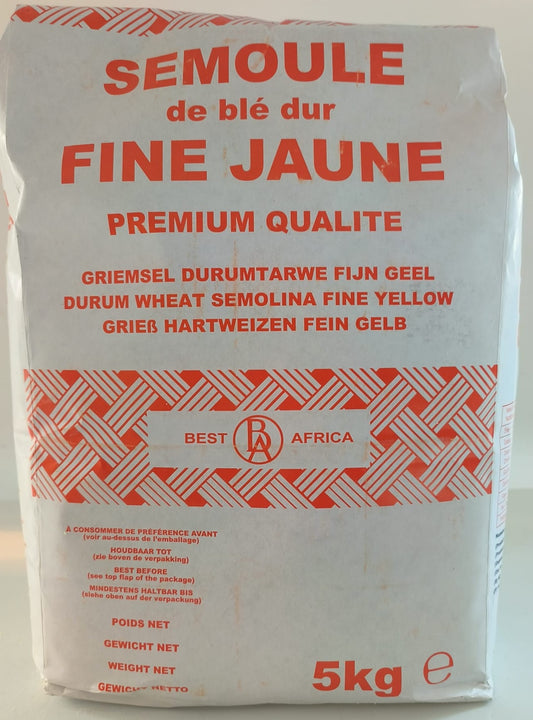 SEMOULE
de blé dur
FINE JAUNE
PREMIUM QUALITE
GRIEMSEL DURUMTARWE FIJN GEEL
DURUM WHEAT SEMOLINA FINE YELLOW
GRIEß HARTWEIZEN FEIN GELB
BEST BA AFRICA
À CONSOMMER DE PRÉFÉRENCE AVANT
(voir au-dessus de l'emballage)
HOUDBAAR TOT
(zie boven de verpakking)
BEST BEFORE
(see top flap of the package)
MINDESTENS HALTBAR BIS
(siehe oben auf der verpackung)
POIDS NET
GEWICHT NET
WEIGHT NET
GEWICHT NETTO
5kg e